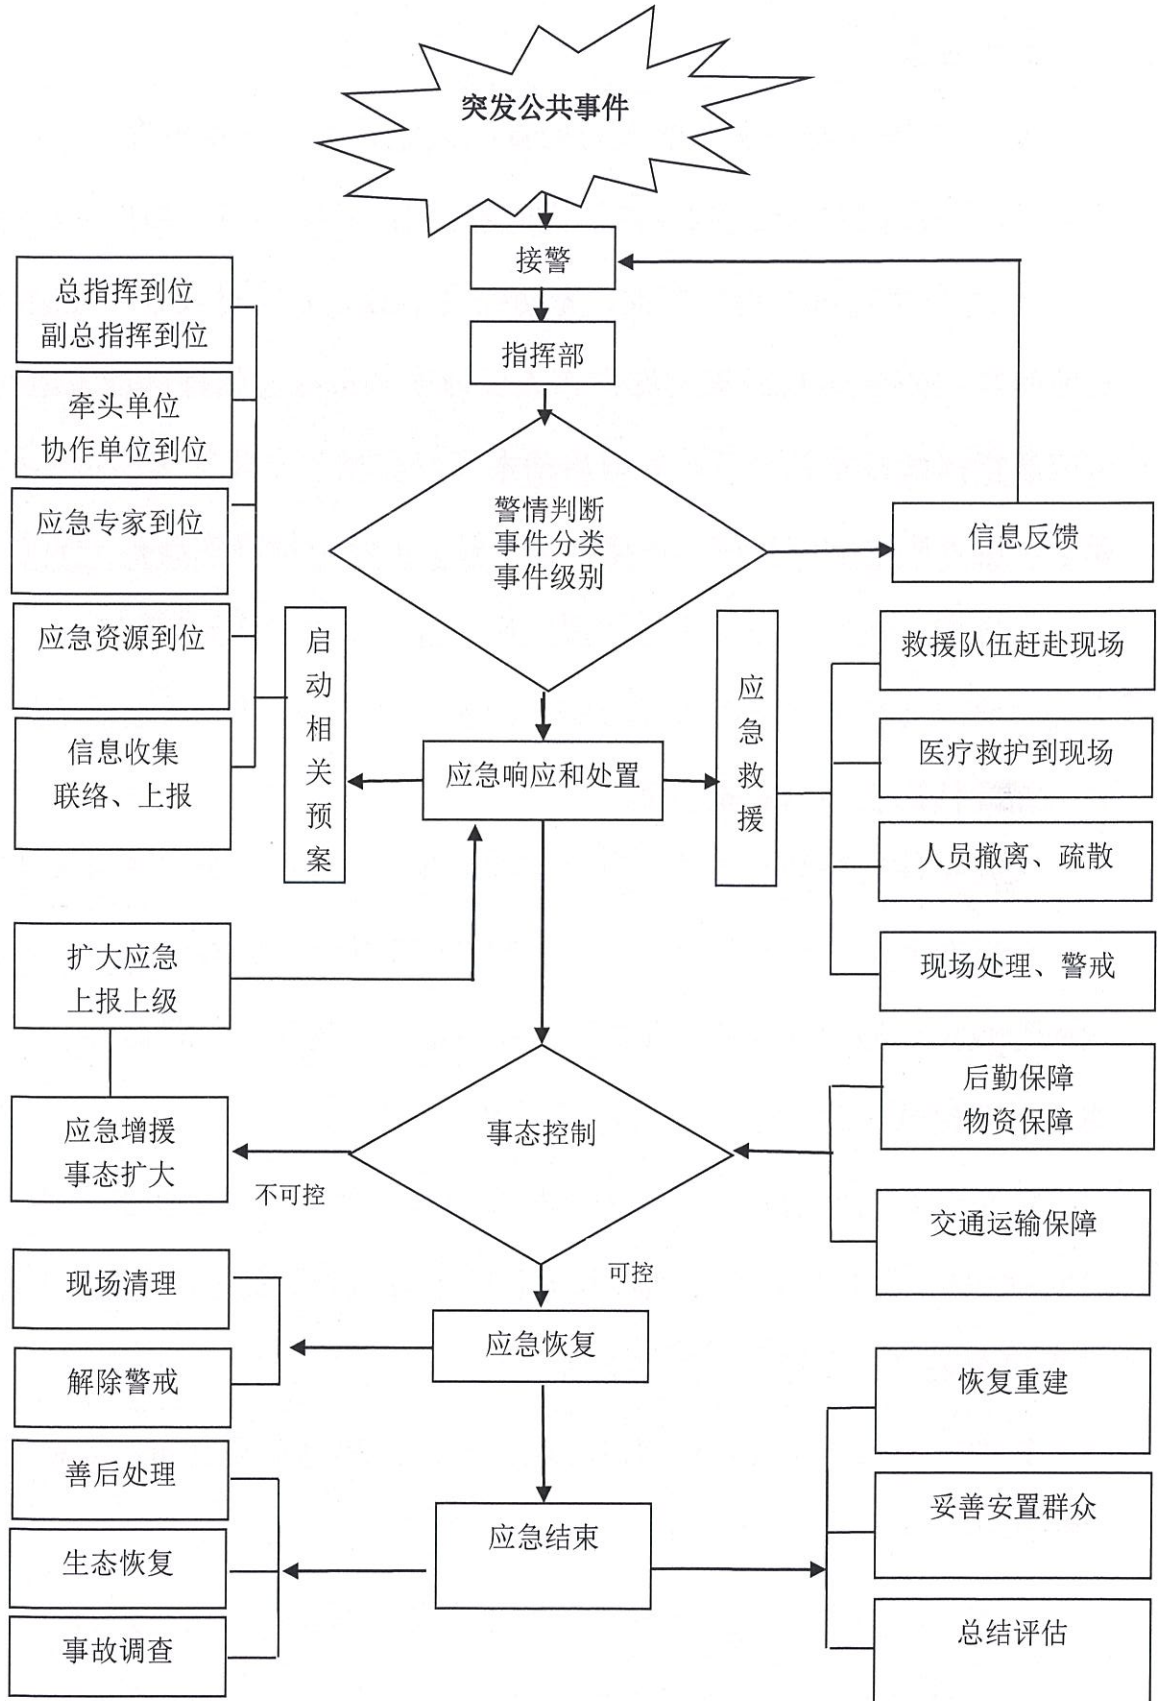 突发公共事件
接警
总指挥到位
副总指挥到位
指挥部
牵头单位
协作单位到位
警情判断
事件分类
事件级别
应急专家到位
信息反馈
应急资源到位
启动相关预案
应急救援
救援队伍赶赴现场
信息收集
联络、上报
应急响应和处置
医疗救护到现场
人员撤离、疏散
扩大应急
上报上级
现场处理、警戒
后勤保障
物资保障
应急增援
事态扩大
事态控制
不可控
交通运输保障
可控
现场清理
应急恢复
解除警戒
恢复重建
善后处理
应急结束
妥善安置群众
生态恢复
事故调查
总结评估